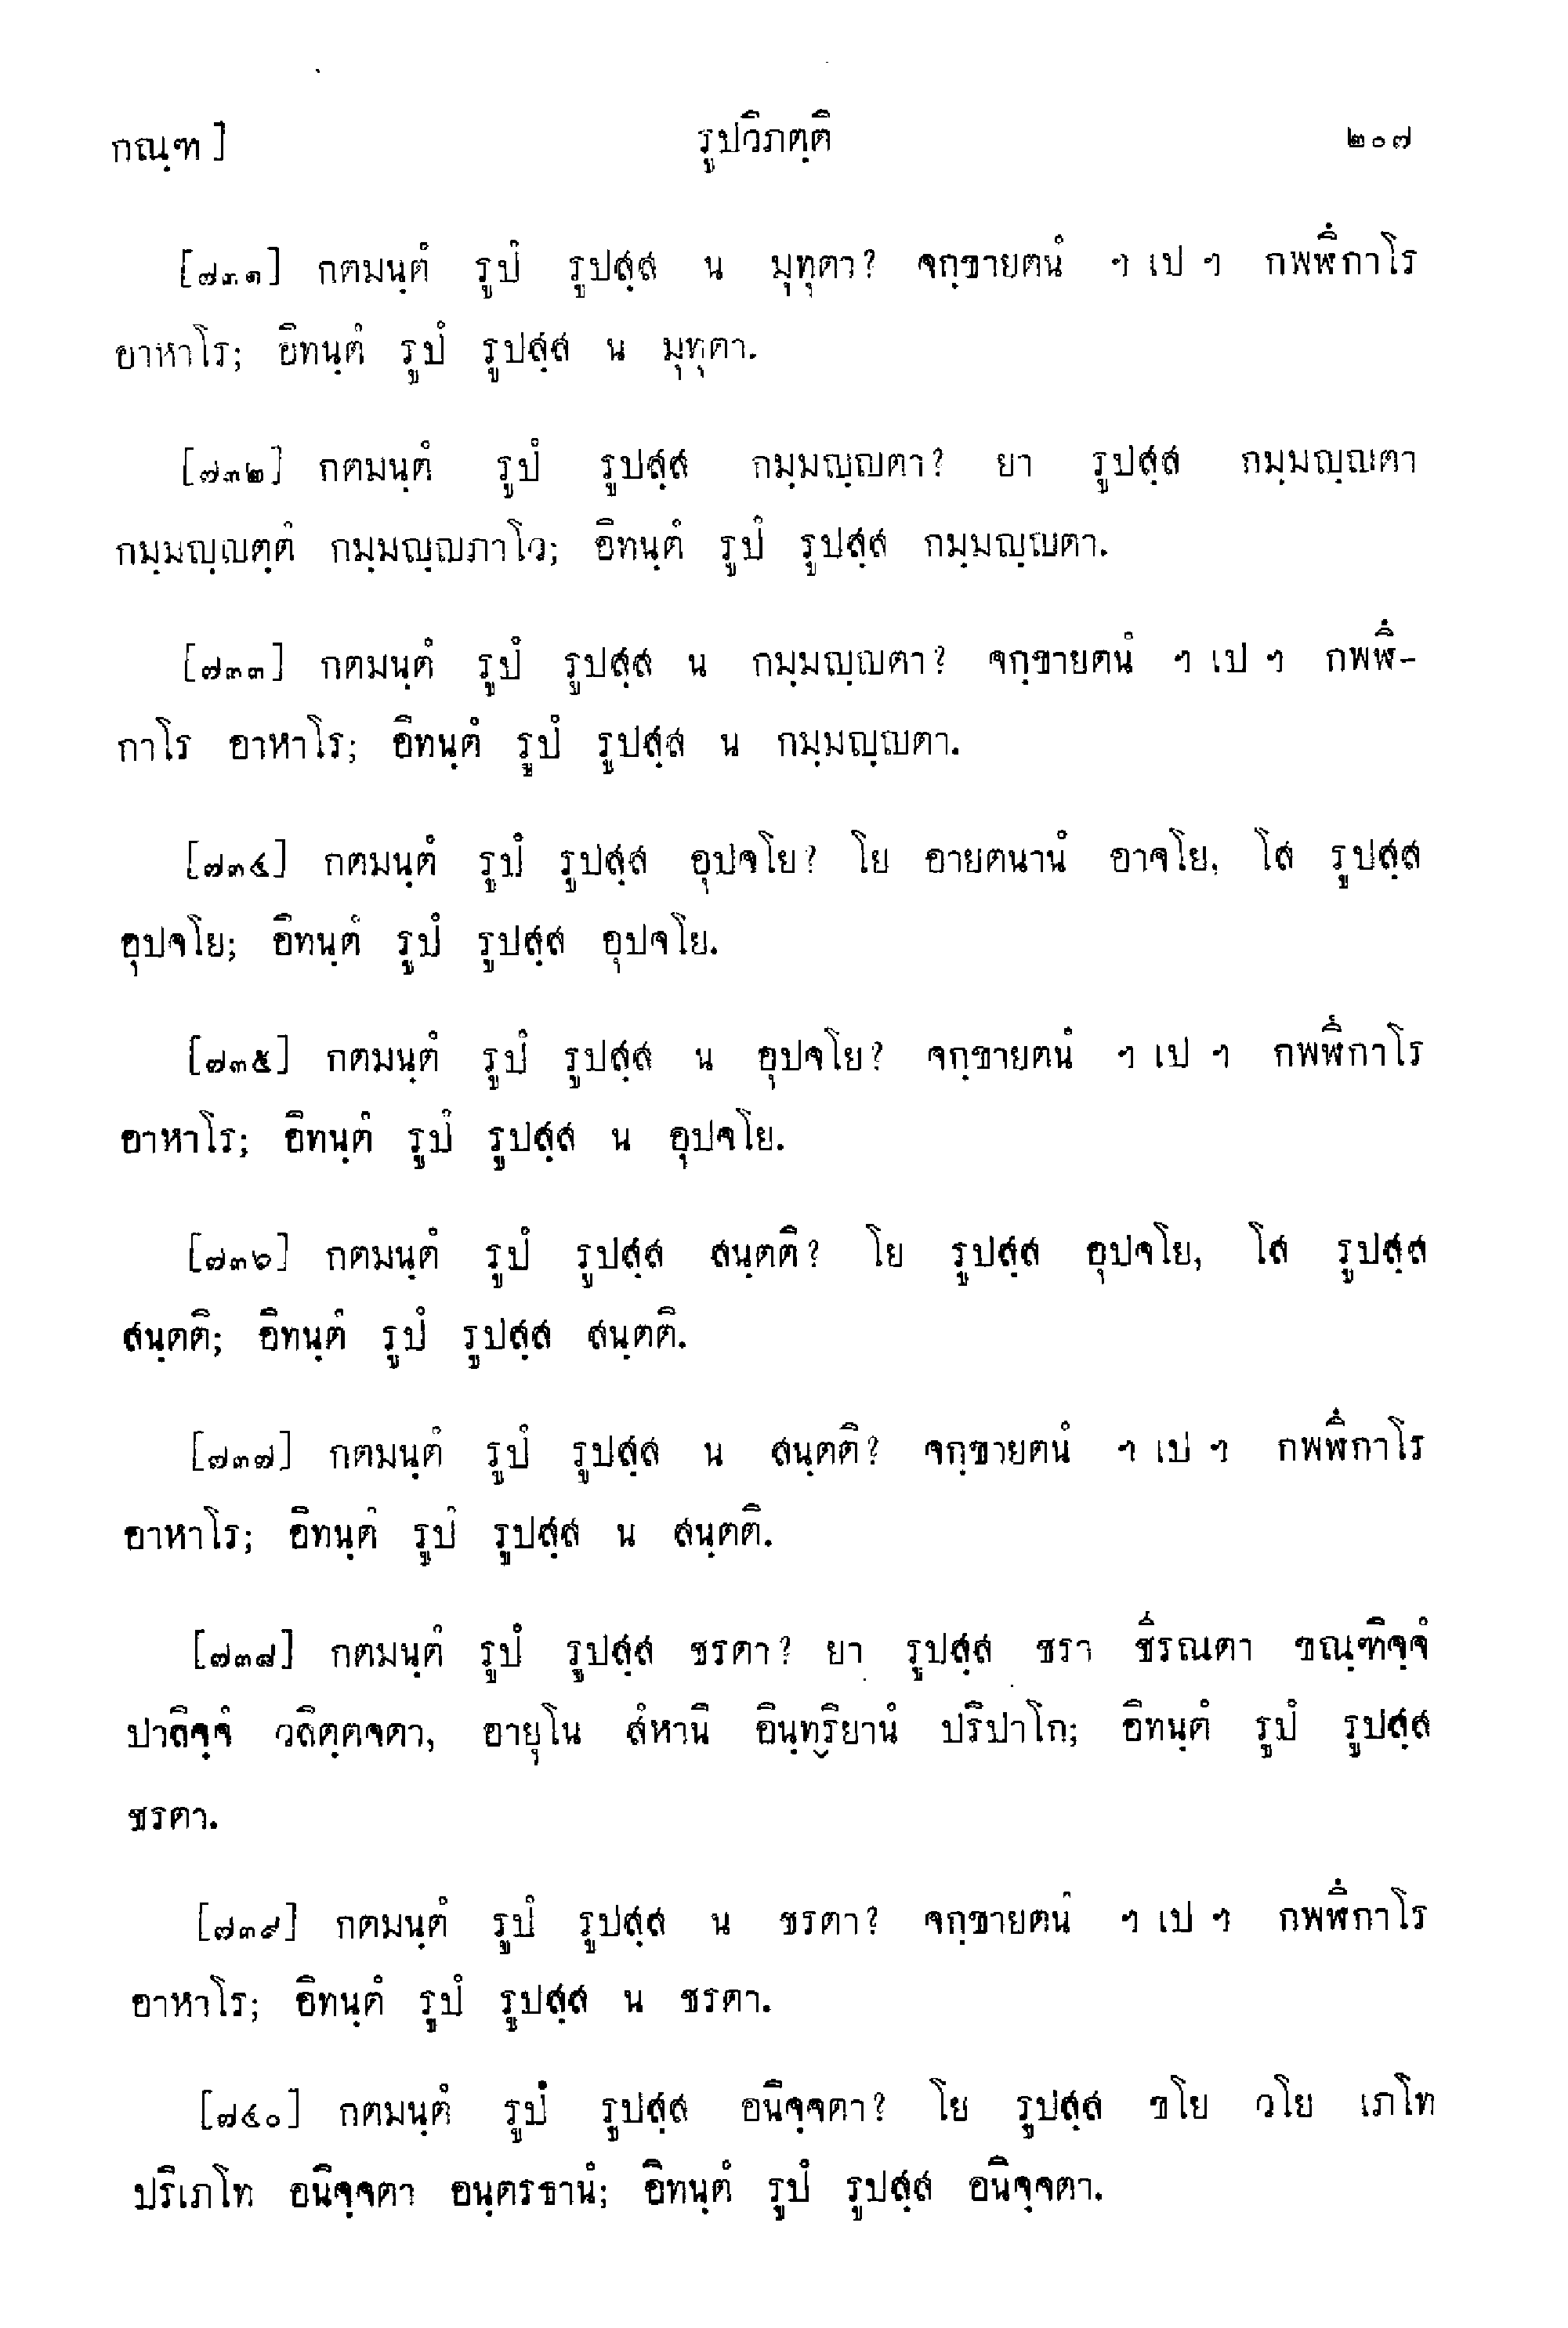 กณฺฑ ]
รูปวิภตฺติ
๒๐๗
[๗๓๑] กตมนฺตํ รูปํ รูปสฺส น มุทุตา? จกฺขายตนํ ฯ เป ฯ กพฬิํกาโร
อาหาโร; อิทนฺตํ รูปํ รูปสฺส น มุทุตา.
[๗๓๒] กตมนฺตํ รูปํ รูปสฺส กมฺมญฺญตา? ยา รูปสฺส กมฺมญฺญตา
กมฺมญฺญตฺตํ กมฺมญฺญภาโว; อิทนฺตํ รูปํ รูปสฺส กมฺมญฺญตา.
[๗๓๓] กตมนฺตํ รูปํ รูปสฺส น กมฺมญฺญตา? จกฺขายตนํ ฯ เป ฯ กพฬิํ-
กาโร อาหาโร; อิทนฺตํ รูปํ รูปสฺส น กมฺมญฺญตา.
[๗๓๔] กตมนฺตํ รูปํ รูปสฺส อุปจโย? โย อายตนานํ อาจโย, โส รูปสฺส
อุปจโย; อิทนฺตํ รูปํ รูปสฺส อุปจโย.
[๗๓๕] กตมนฺตํ รูปํ รูปสฺส น อุปจโย? จกฺขายตนํ ฯ เป ฯ กพฬิํกาโร
อาหาโร; อิทนฺตํ รูปํ รูปสฺส น อุปจโย.
[๗๓๖] กตมนฺตํ รูปํ รูปสฺส สนฺตติ? โย รูปสฺส อุปจโย, โส รูปสฺส
สนฺตติ; อิทนฺตํ รูปํ รูปสฺส สนฺตติ.
[๗๓๗] กตมนฺตํ รูปํ รูปสฺส น สนฺตติ? จกฺขายตนํ ฯ เป ฯ กพฬิํกาโร
อาหาโร; อิทนฺตํ รูปํ รูปสฺส น สนฺตติ.
[๗๓๘] กตมนฺตํ รูปํ รูปสฺส ชรตา? ยา รูปสฺส ชรา ชีรณตา ขณฺฑิจฺจํ
ปาลิจฺจํ วลิตฺตจตา, อายุโน สํหานิ อินฺทฺริยานํ ปริปาโก; อิทนฺตํ รูปํ รูปสฺส
ชรตา.
[๗๓๙] กตมนฺตํ รูปํ รูปสฺส น ชรตา? จกฺขายตนํ ฯ เป ฯ กพฬิํกาโร
อาหาโร; อิทนฺตํ รูปํ รูปสฺส น ชรตา.
[๗๔๐] กตมนฺตํ รูปํ รูปสฺส อนิจฺจตา? โย รูปสฺส ขโย วโย เภโท
ปริเภโท อนิจฺจตา อนฺตรธานํ; อิทนฺตํ รูปํ รูปสฺส อนิจฺจตา.